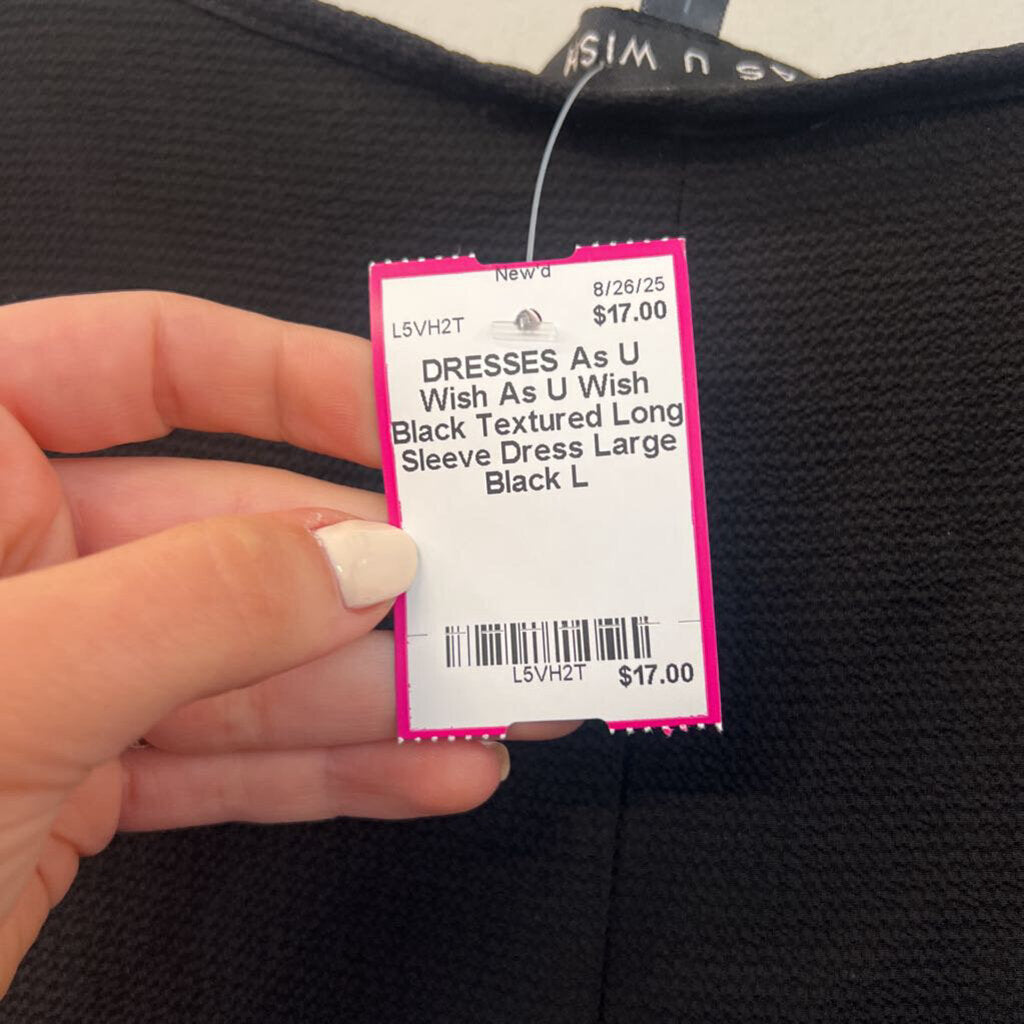 AS U WISH
New'd
8/26/25
L5VH2T
$17.00
DRESSES As U
Wish As U Wish
Black Textured Long
Sleeve Dress Large
Black L
L5VH2T
$17.00